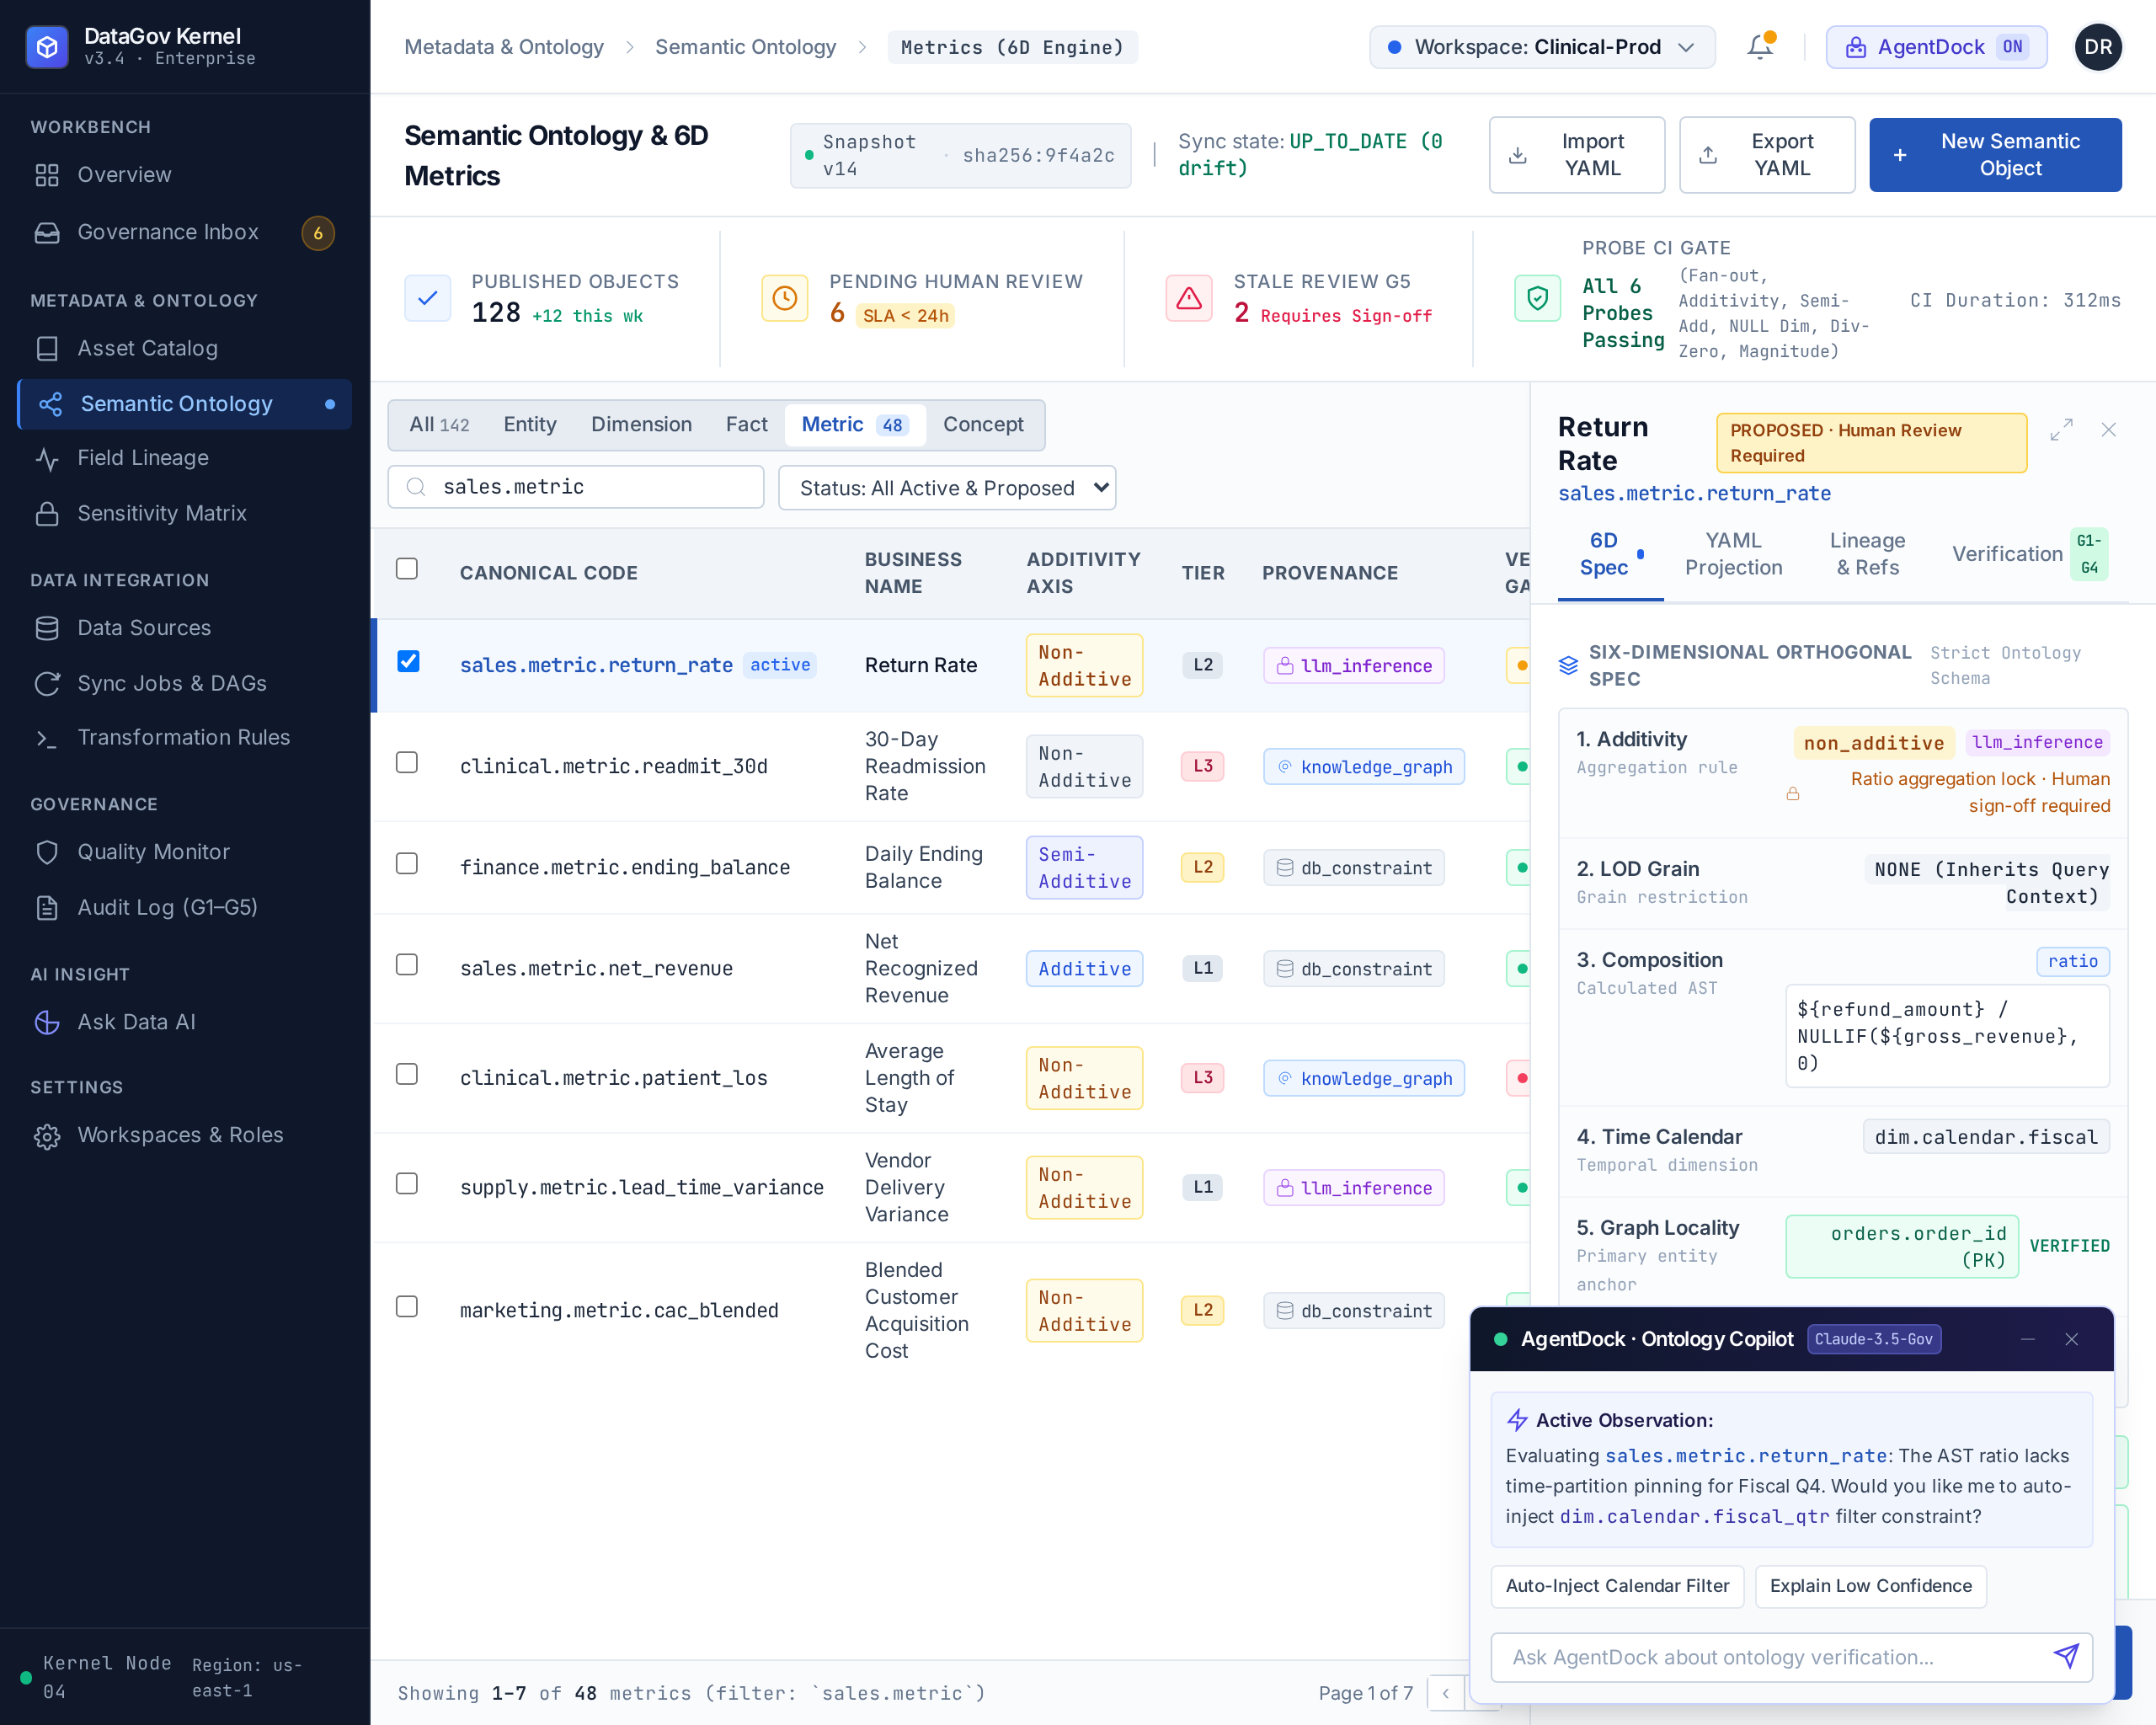 DataGov Kernel
v3.4 · Enterprise
WORKBENCH
Overview
Governance Inbox 6
METADATA & ONTOLOGY
Asset Catalog
Semantic Ontology
Field Lineage
Sensitivity Matrix
DATA INTEGRATION
Data Sources
Sync Jobs & DAGs
Transformation Rules
GOVERNANCE
Quality Monitor
Audit Log (G1–G5)
AI INSIGHT
Ask Data AI
SETTINGS
Workspaces & Roles
Kernel Node
04
Region: us-
east-1
Metadata & Ontology
Semantic Ontology
Metrics (6D Engine)
Workspace: Clinical-Prod
AgentDock ON
DR
Semantic Ontology & 6D
Metrics
Snapshot
v14
· sha256:9f4a2c
Sync state: UP_TO_DATE (0
drift)
Import
YAML
Export
YAML
New Semantic
Object
PUBLISHED OBJECTS
128 +12 this wk
PENDING HUMAN REVIEW
6 SLA < 24h
STALE REVIEW G5
2 Requires Sign-off
PROBE CI GATE
All 6
Probes
Passing
(Fan-out,
Additivity, Semi-
Add, NULL Dim, Div-
Zero, Magnitude)
CI Duration: 312ms
All 142
Entity
Dimension
Fact
Metric 48
Concept
sales.metric
Status: All Active & Proposed
CANONICAL CODE
BUSINESS
NAME
ADDITIVITY
AXIS
TIER
PROVENANCE
VE
GA
sales.metric.return_rate active
Return Rate
Non-
Additive
L2
llm_inference
clinical.metric.readmit_30d
30-Day
Readmission
Rate
Non-
Additive
L3
knowledge_graph
finance.metric.ending_balance
Daily Ending
Balance
Semi-
Additive
L2
db_constraint
sales.metric.net_revenue
Net
Recognized
Revenue
Additive
L1
db_constraint
clinical.metric.patient_los
Average
Length of
Stay
Non-
Additive
L3
knowledge_graph
supply.metric.lead_time_variance
Vendor
Delivery
Variance
Non-
Additive
L1
llm_inference
marketing.metric.cac_blended
Blended
Customer
Acquisition
Cost
Non-
Additive
L2
db_constraint
Showing 1–7 of 48 metrics (filter: `sales.metric`)
Page 1 of 7
Return
Rate
PROPOSED · Human Review
Required
sales.metric.return_rate
6D
Spec
YAML
Projection
Lineage
& Refs
Verification
G1-
G4
SIX-DIMENSIONAL ORTHOGONAL
SPEC
Strict Ontology
Schema
1. Additivity
Aggregation rule
non_additive llm_inference
Ratio aggregation lock · Human
sign-off required
2. LOD Grain
Grain restriction
NONE (Inherits Query
Context)
3. Composition
Calculated AST
ratio
${refund_amount} /
NULLIF(${gross_revenue},
0)
4. Time Calendar
Temporal dimension
dim.calendar.fiscal
5. Graph Locality
Primary entity
anchor
orders.order_id
(PK)
VERIFIED
AgentDock · Ontology Copilot Claude-3.5-Gov
Active Observation:
Evaluating sales.metric.return_rate: The AST ratio lacks
time-partition pinning for Fiscal Q4. Would you like me to auto-
inject dim.calendar.fiscal_qtr filter constraint?
Auto-Inject Calendar Filter
Explain Low Confidence
Ask AgentDock about ontology verification...